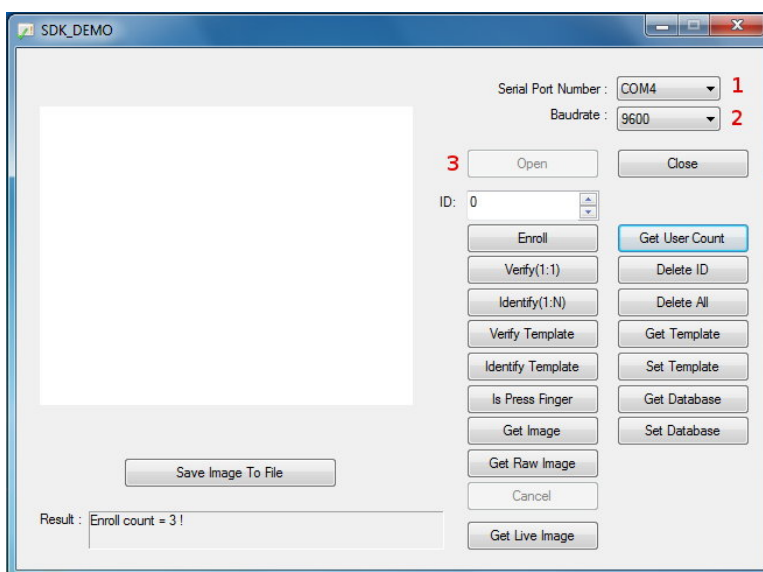 SDK_DEMO
Serial Port Number : COM4 1
Baudrate : 9600 2
3 Open Close
ID: 0
Enroll Get User Count
Verify(1:1) Delete ID
Identify(1:N) Delete All
Verify Template Get Template
Identify Template Set Template
Is Press Finger Get Database
Get Image Set Database
Save Image To File Get Raw Image
Cancel
Result : Enroll count = 3 !
Get Live Image